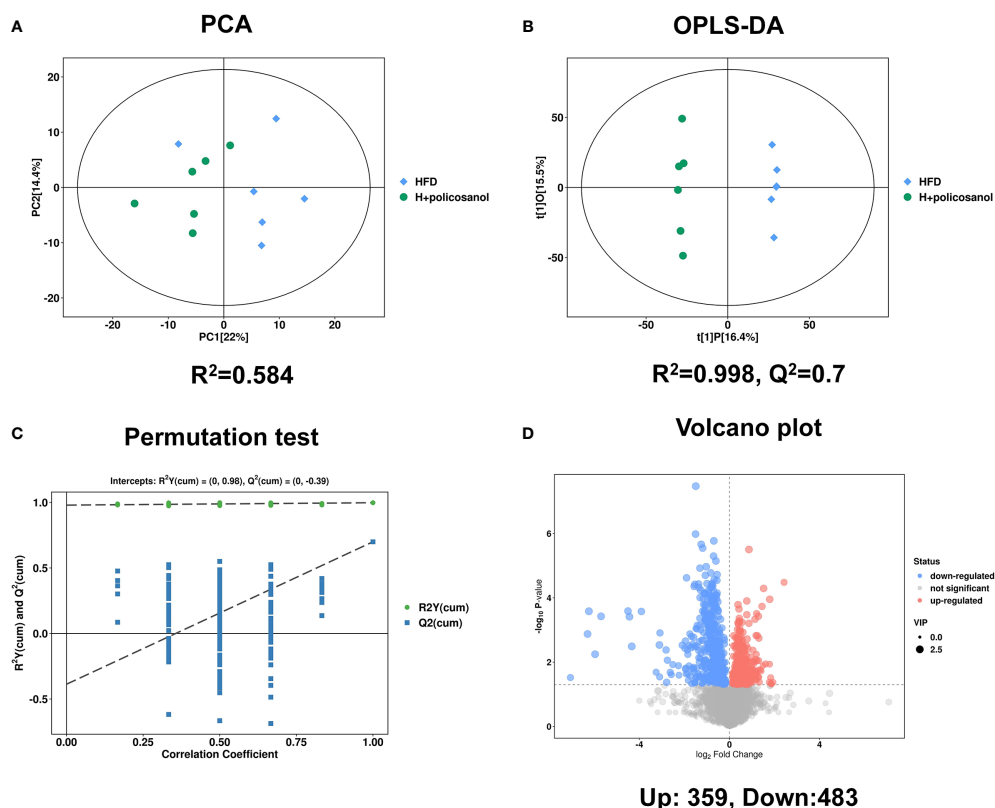 A
PCA
20
10
0
-10
-20
PC2[14.4%]
-20
-10
0
10
20
PC1[22%]
HFD
H+policosanol
R²=0.584
B
OPLS-DA
50
0
-50
t[1]O[15.5%]
-50
0
50
t[1]P[16.4%]
HFD
H+policosanol
R²=0.998, Q²=0.7
C
Permutation test
Intercepts: R²Y(cum) = (0, 0.98), Q²(cum) = (0, -0.39)
1.0
0.5
0.0
-0.5
R²Y(cum) and Q²(cum)
0.00
0.25
0.50
0.75
1.00
Correlation Coefficient
R2Y(cum)
Q2(cum)
D
Volcano plot
6
4
2
0
-log₁₀ P-value
-4
0
4
log₂ Fold Change
Status
down-regulated
not significant
up-regulated
VIP
0.0
2.5
Up: 359, Down:483